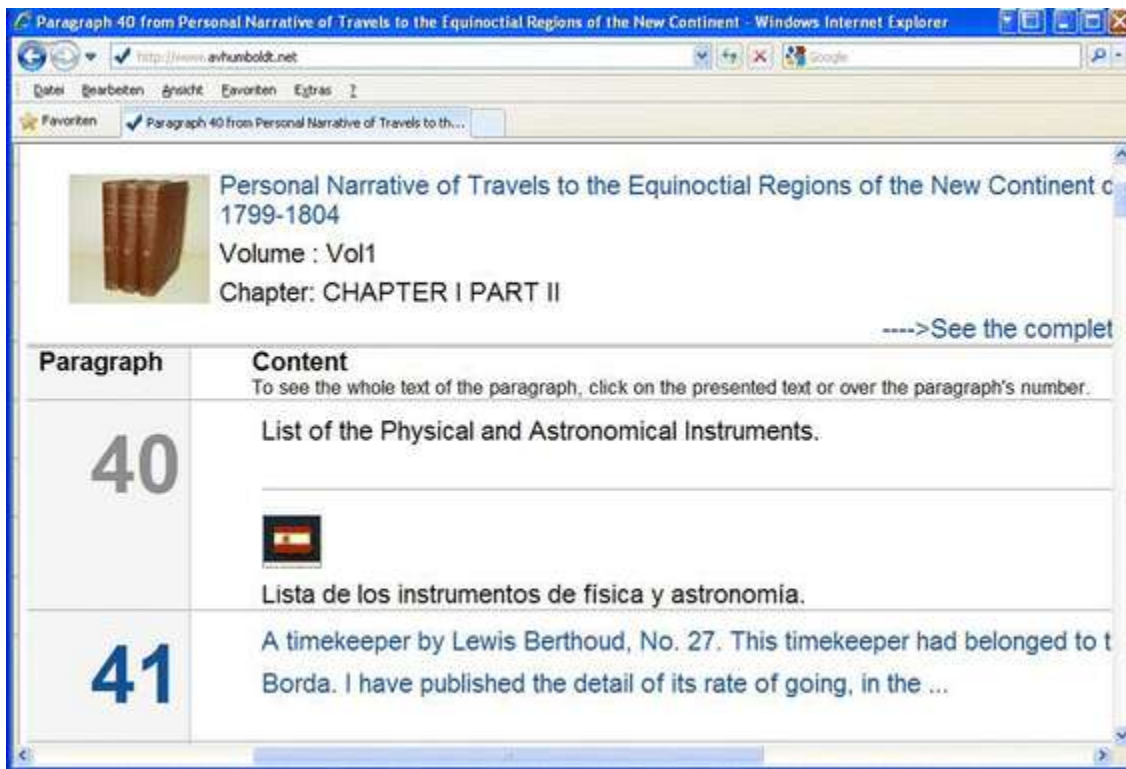 Paragraph 40 from Personal Narrative of Travels to the Equinoctial Regions of the New Continent - Windows Internet Explorer
http://www.avhumboldt.net
Google
Datei Bearbeiten Ansicht Favoriten Extras ?
Favoriten Paragraph 40 from Personal Narrative of Travels to th...
Personal Narrative of Travels to the Equinoctial Regions of the New Continent
1799-1804
Volume : Vol1
Chapter: CHAPTER I PART II
---->See the complet
Paragraph Content
To see the whole text of the paragraph, click on the presented text or over the paragraph's number.
40 List of the Physical and Astronomical Instruments.
Lista de los instrumentos de física y astronomía.
41 A timekeeper by Lewis Berthoud, No. 27. This timekeeper had belonged to t
Borda. I have published the detail of its rate of going, in the ...